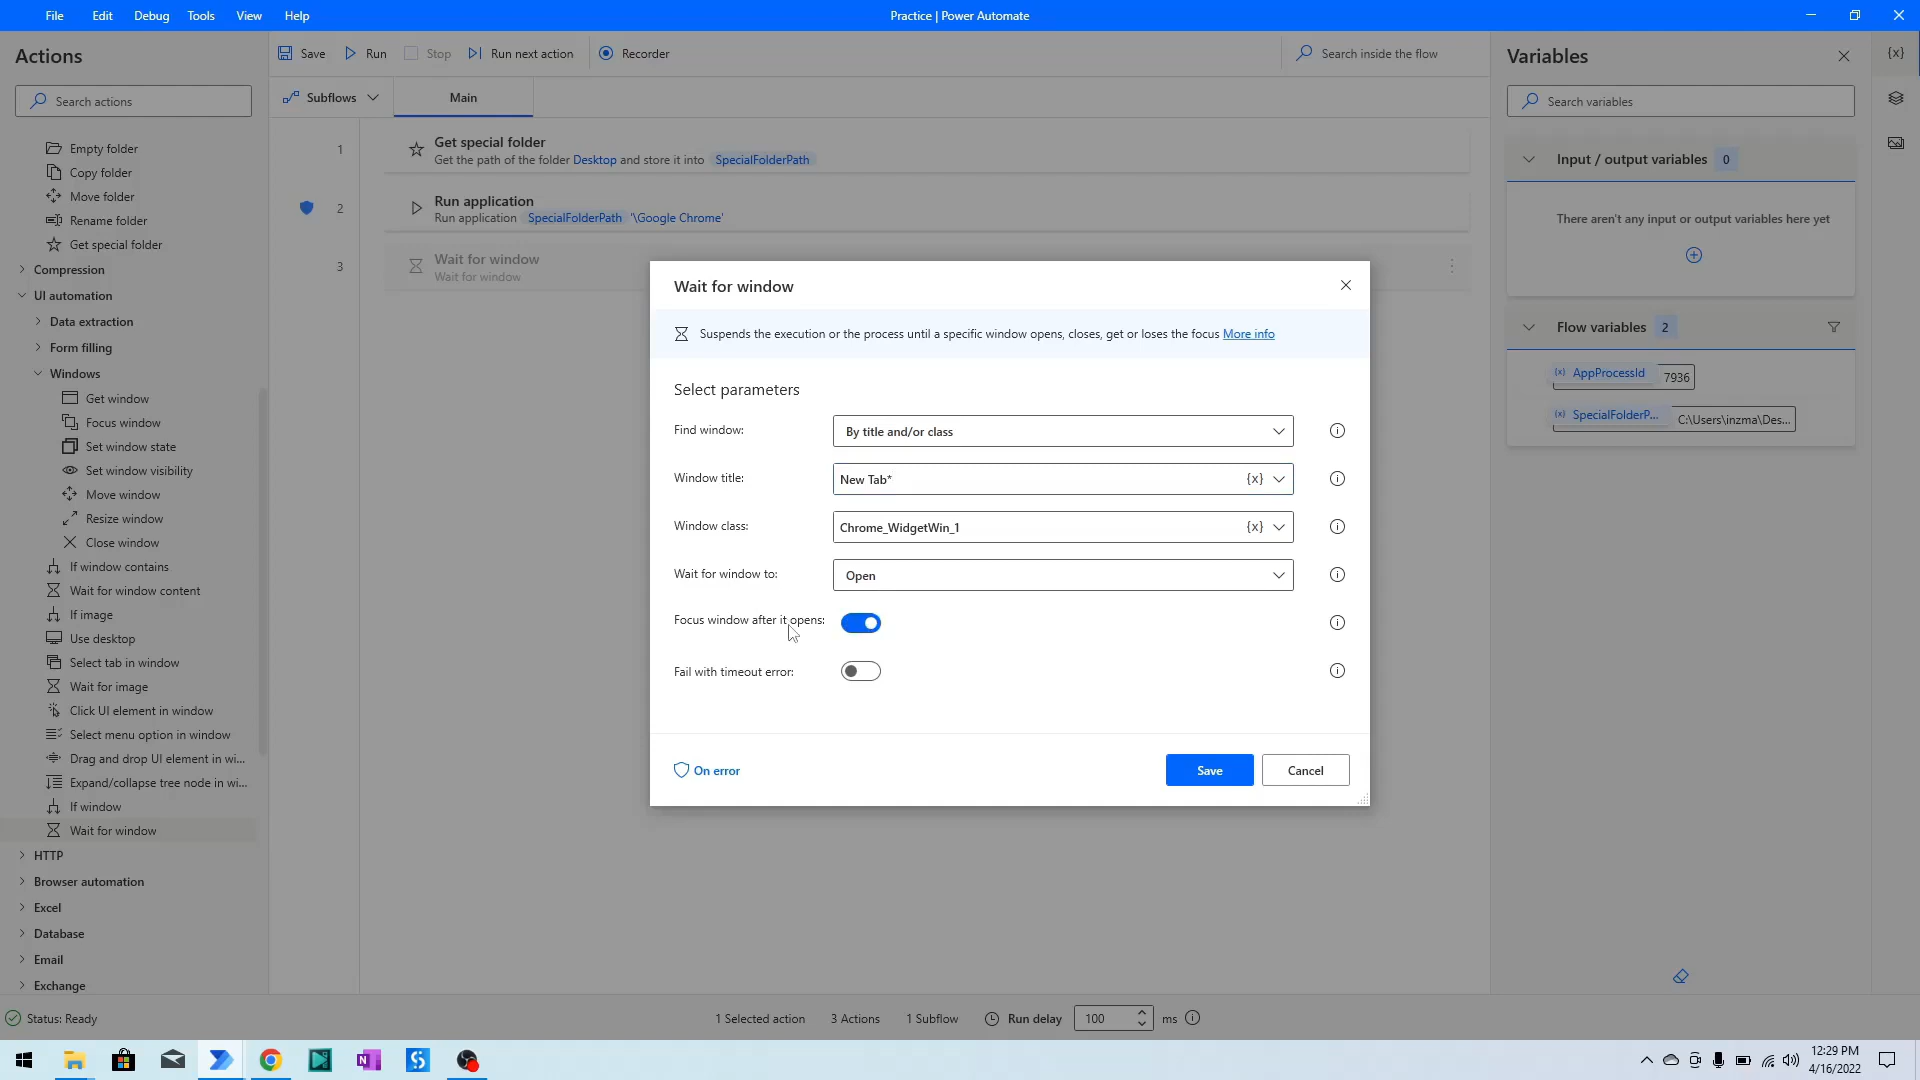 File Edit Debug Tools View Help
Practice | Power Automate
Actions
Search actions
Empty folder
Copy folder
Move folder
Rename folder
Get special folder
Compression
UI automation
Data extraction
Form filling
Windows
Get window
Focus window
Set window state
Set window visibility
Move window
Resize window
Close window
If window contains
Wait for window content
If image
Use desktop
Select tab in window
Wait for image
Click UI element in window
Select menu option in window
Drag and drop UI element in wi...
Expand/collapse tree node in wi...
If window
Wait for window
HTTP
Browser automation
Excel
Database
Email
Exchange
Save Run Stop Run next action Recorder
Search inside the flow
Subflows Main
1 Get special folder
Get the path of the folder Desktop and store it into SpecialFolderPath
2 Run application
Run application SpecialFolderPath '\Google Chrome'
3 Wait for window
Wait for window
Wait for window
Suspends the execution or the process until a specific window opens, closes, get or loses the focus More info
Select parameters
Find window: By title and/or class
Window title: New Tab* {x}
Window class: Chrome_WidgetWin_1 {x}
Wait for window to: Open
Focus window after it opens:
Fail with timeout error:
On error Save Cancel
Variables
{x}
Search variables
Input / output variables 0
There aren't any input or output variables here yet
Flow variables 2
(x) AppProcessId 7936
(x) SpecialFolderP... C:\Users\inzma\Des...
Status: Ready 1 Selected action 3 Actions 1 Subflow Run delay 100 ms
12:29 PM
4/16/2022